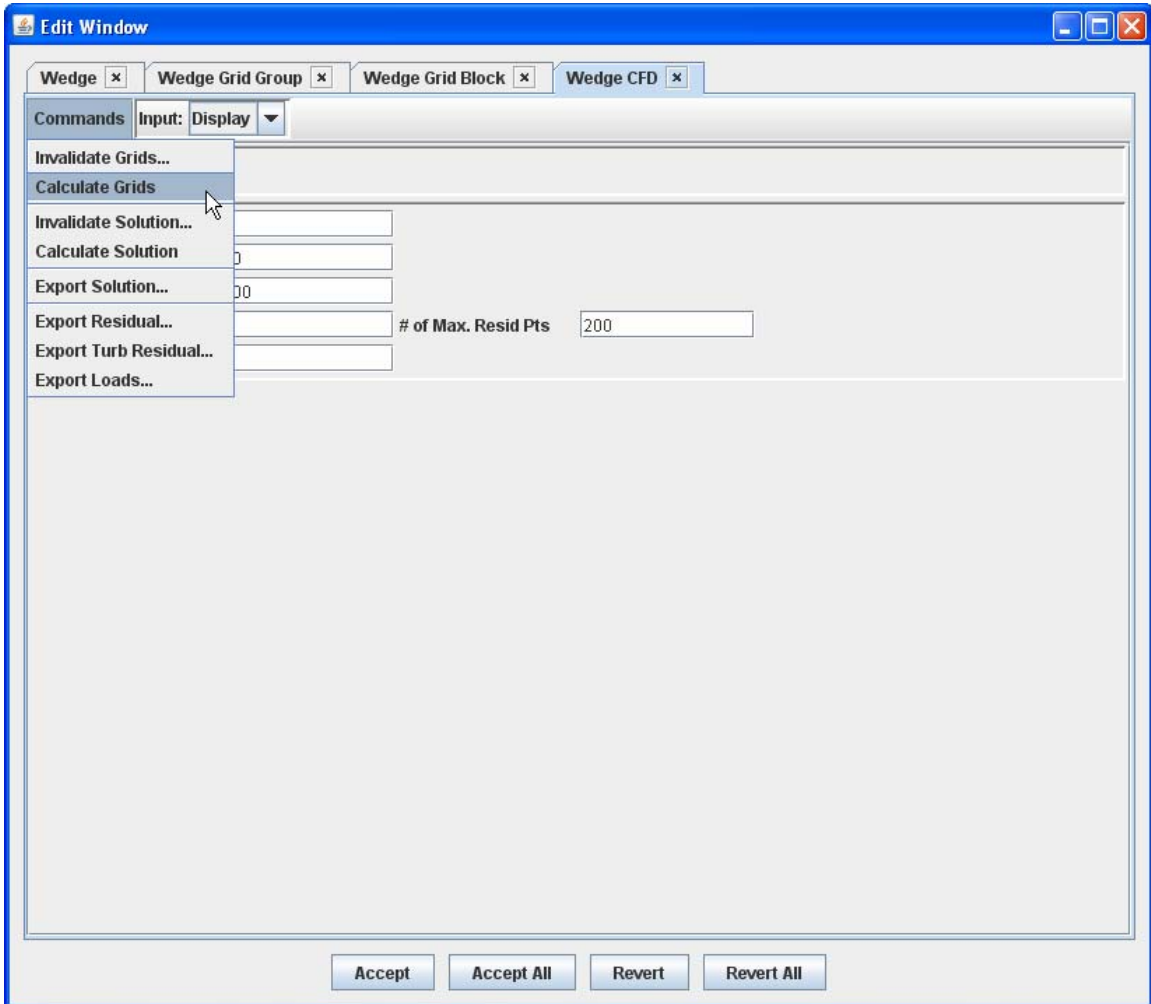 Edit Window
Wedge Wedge Grid Group Wedge Grid Block Wedge CFD
Commands Input: Display
Invalidate Grids...
Calculate Grids
Invalidate Solution...
Calculate Solution
Export Solution...
Export Residual...
# of Max. Resid Pts 200
Export Turb Residual...
Export Loads...
Accept Accept All Revert Revert All